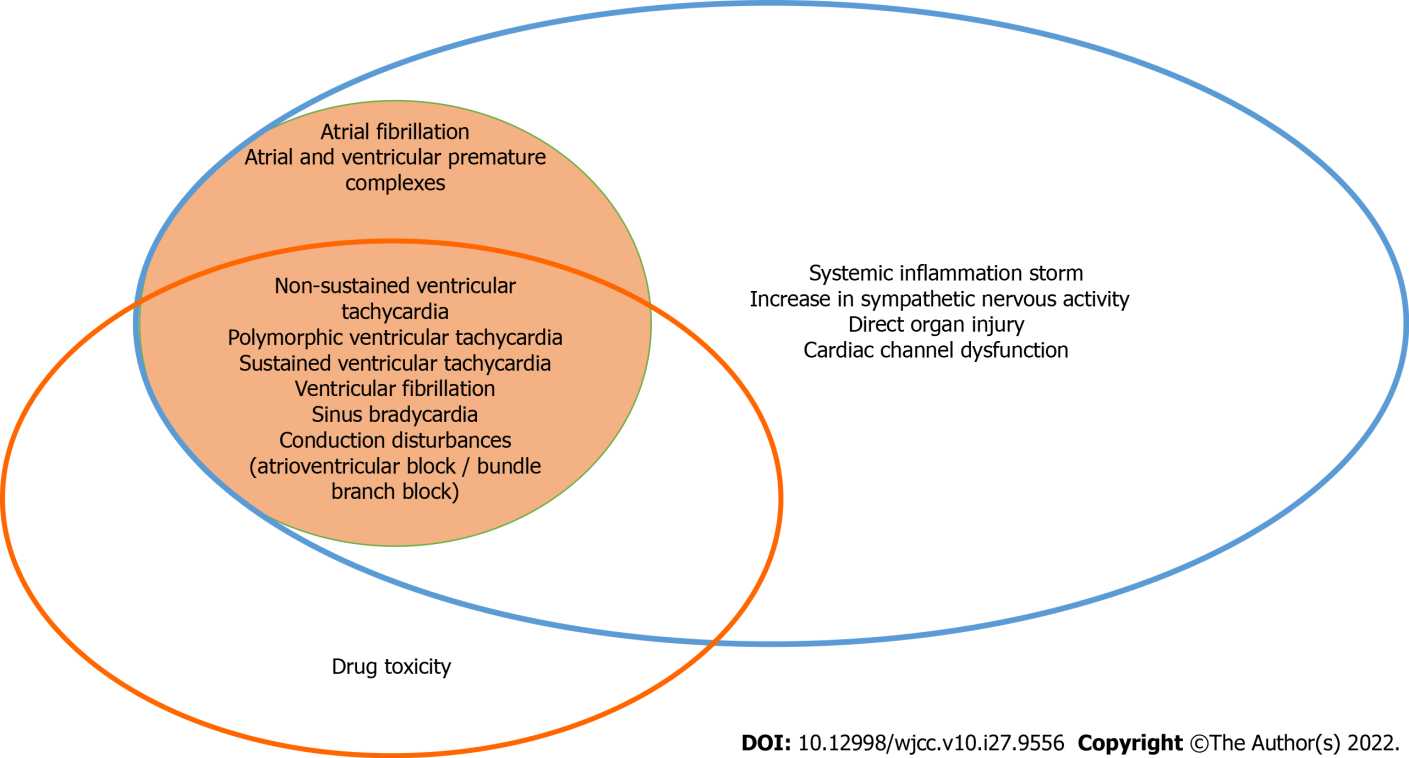 Atrial fibrillation
Atrial and ventricular premature
complexes
Non-sustained ventricular
tachycardia
Polymorphic ventricular tachycardia
Sustained ventricular tachycardia
Ventricular fibrillation
Sinus bradycardia
Conduction disturbances
(atrioventricular block / bundle
branch block)
Systemic inflammation storm
Increase in sympathetic nervous activity
Direct organ injury
Cardiac channel dysfunction
Drug toxicity
DOI: 10.12998/wjcc.v10.i27.9556 Copyright ©The Author(s) 2022.